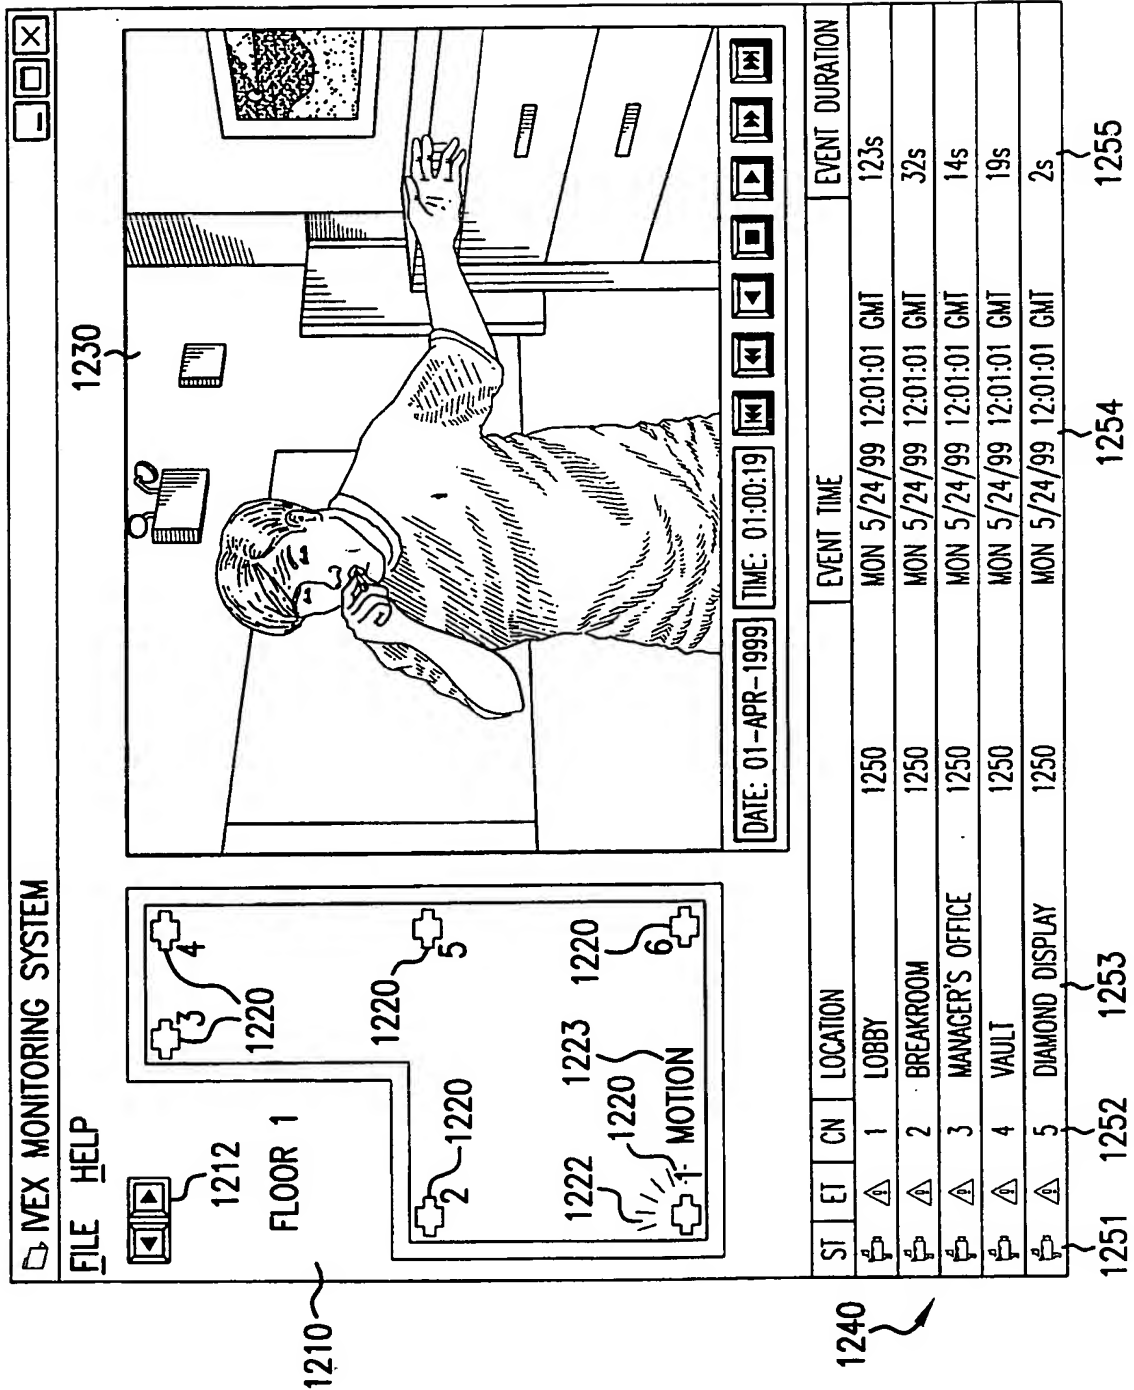 IVEX MONITORING SYSTEM
FILE HELP
1212
FLOOR 1
1210
3
4
1220
1230
2
1220
1220
5
1222
1220
1223
1
MOTION
1220
6
DATE: 01-APR-1999 TIME: 01:00:19
1240
ST ET CN LOCATION EVENT TIME EVENT DURATION
1 LOBBY 1250 MON 5/24/99 12:01:01 GMT 123s
2 BREAKROOM 1250 MON 5/24/99 12:01:01 GMT 32s
3 MANAGER'S OFFICE 1250 MON 5/24/99 12:01:01 GMT 14s
4 VAULT 1250 MON 5/24/99 12:01:01 GMT 19s
5 DIAMOND DISPLAY 1250 MON 5/24/99 12:01:01 GMT 2s
1251 1252 1253 1254 1255